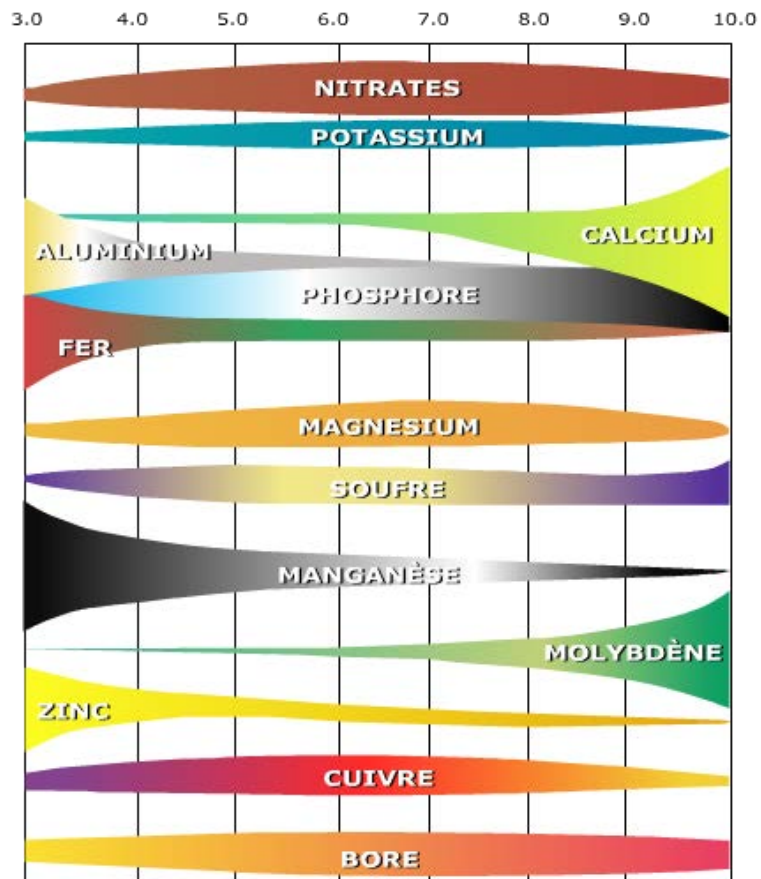 3.0 4.0 5.0 6.0 7.0 8.0 9.0 10.0
NITRATES
POTASSIUM
CALCIUM
ALUMINIUM
PHOSPHORE
FER
MAGNESIUM
SOUFRE
MANGANÈSE
MOLYBDÈNE
ZINC
CUIVRE
BORE